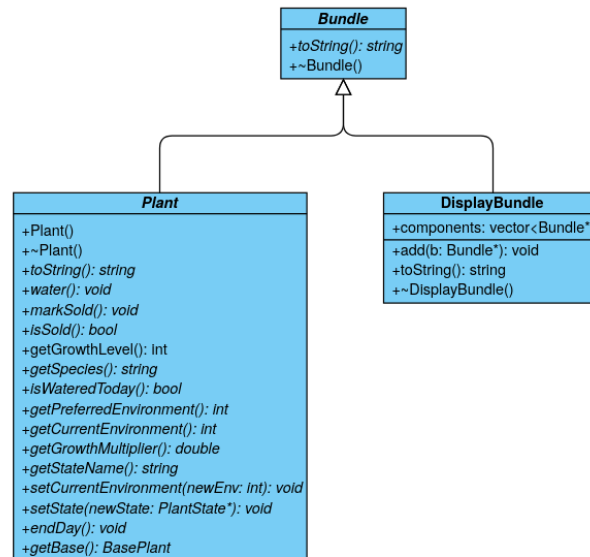 Bundle
+toString(): string
+~Bundle()
Plant
+Plant()
+~Plant()
+toString(): string
+water(): void
+markSold(): void
+isSold(): bool
+getGrowthLevel(): int
+getSpecies(): string
+isWateredToday(): bool
+getPreferredEnvironment(): int
+getCurrentEnvironment(): int
+getGrowthMultiplier(): double
+getStateName(): string
+setCurrentEnvironment(newEnv: int): void
+setState(newState: PlantState*): void
+endDay(): void
+getBase(): BasePlant
DisplayBundle
+components: vector<Bundle*
+add(b: Bundle*): void
+toString(): string
+~DisplayBundle()